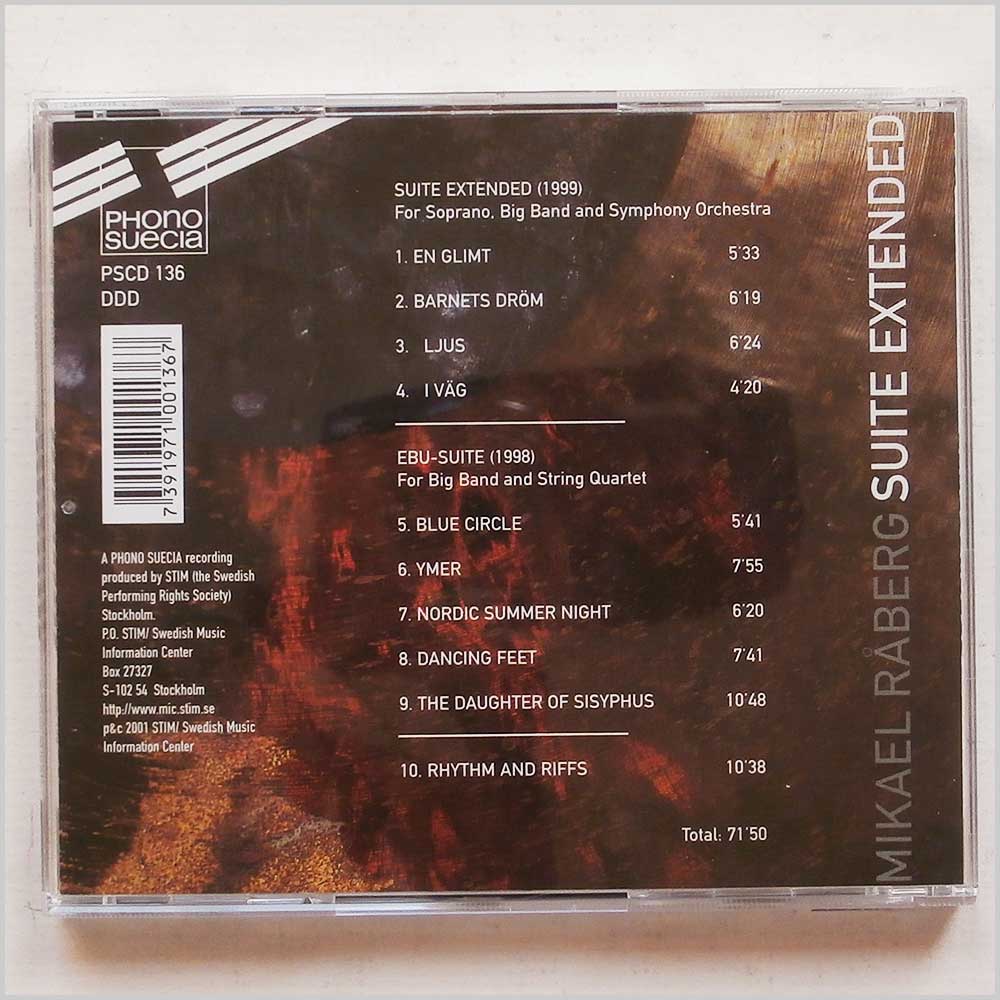 PHONO
suecia
PSCD 136
DDD
7 391971 001367
A PHONO SUECIA recording
produced by STIM (the Swedish
Performing Rights Society)
Stockholm.
P.O. STIM/ Swedish Music
Information Center
Box 27327
S-102 54 Stockholm
http://www.mic.stim.se
p&c 2001 STIM/ Swedish Music
Information Center
SUITE EXTENDED (1999)
For Soprano, Big Band and Symphony Orchestra
1. EN GLIMT 5'33
2. BARNETS DRÖM 6'19
3. LJUS 6'24
4. I VÄG 4'20
EBU-SUITE (1998)
For Big Band and String Quartet
5. BLUE CIRCLE 5'41
6. YMER 7'55
7. NORDIC SUMMER NIGHT 6'20
8. DANCING FEET 7'41
9. THE DAUGHTER OF SISYPHUS 10'48
10. RHYTHM AND RIFFS 10'38
Total: 71'50
MIKAEL RÅBERG SUITE EXTENDED